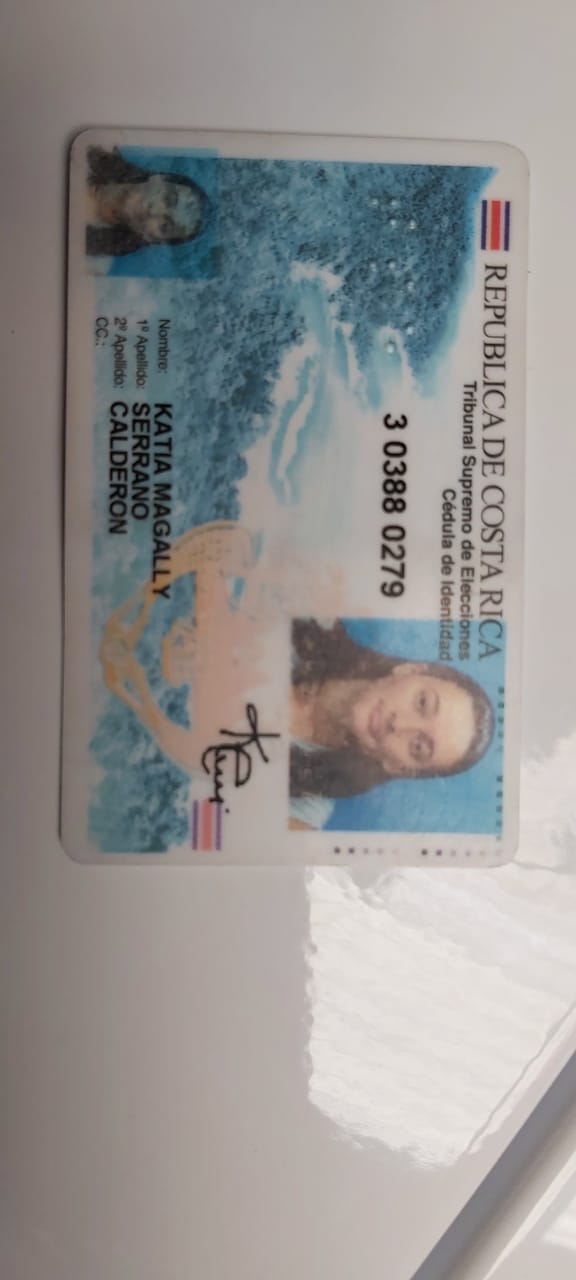 REPUBLICA DE COSTA RICA
Tribunal Supremo de Elecciones
Cédula de Identidad
3 0388 0279
Nombre: KATIA MAGALLY
1º Apellido: SERRANO
2º Apellido: CALDERON
CC.: